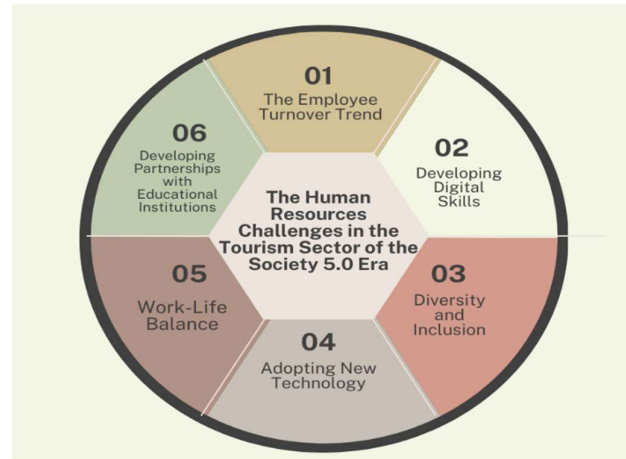 01
The Employee
Turnover Trend
02
Developing
Digital
Skills
03
Diversity
and
Inclusion
04
Adopting New
Technology
05
Work-Life
Balance
06
Developing
Partnerships
with
Educational
Institutions
The Human
Resources
Challenges in the
Tourism Sector of the
Society 5.0 Era